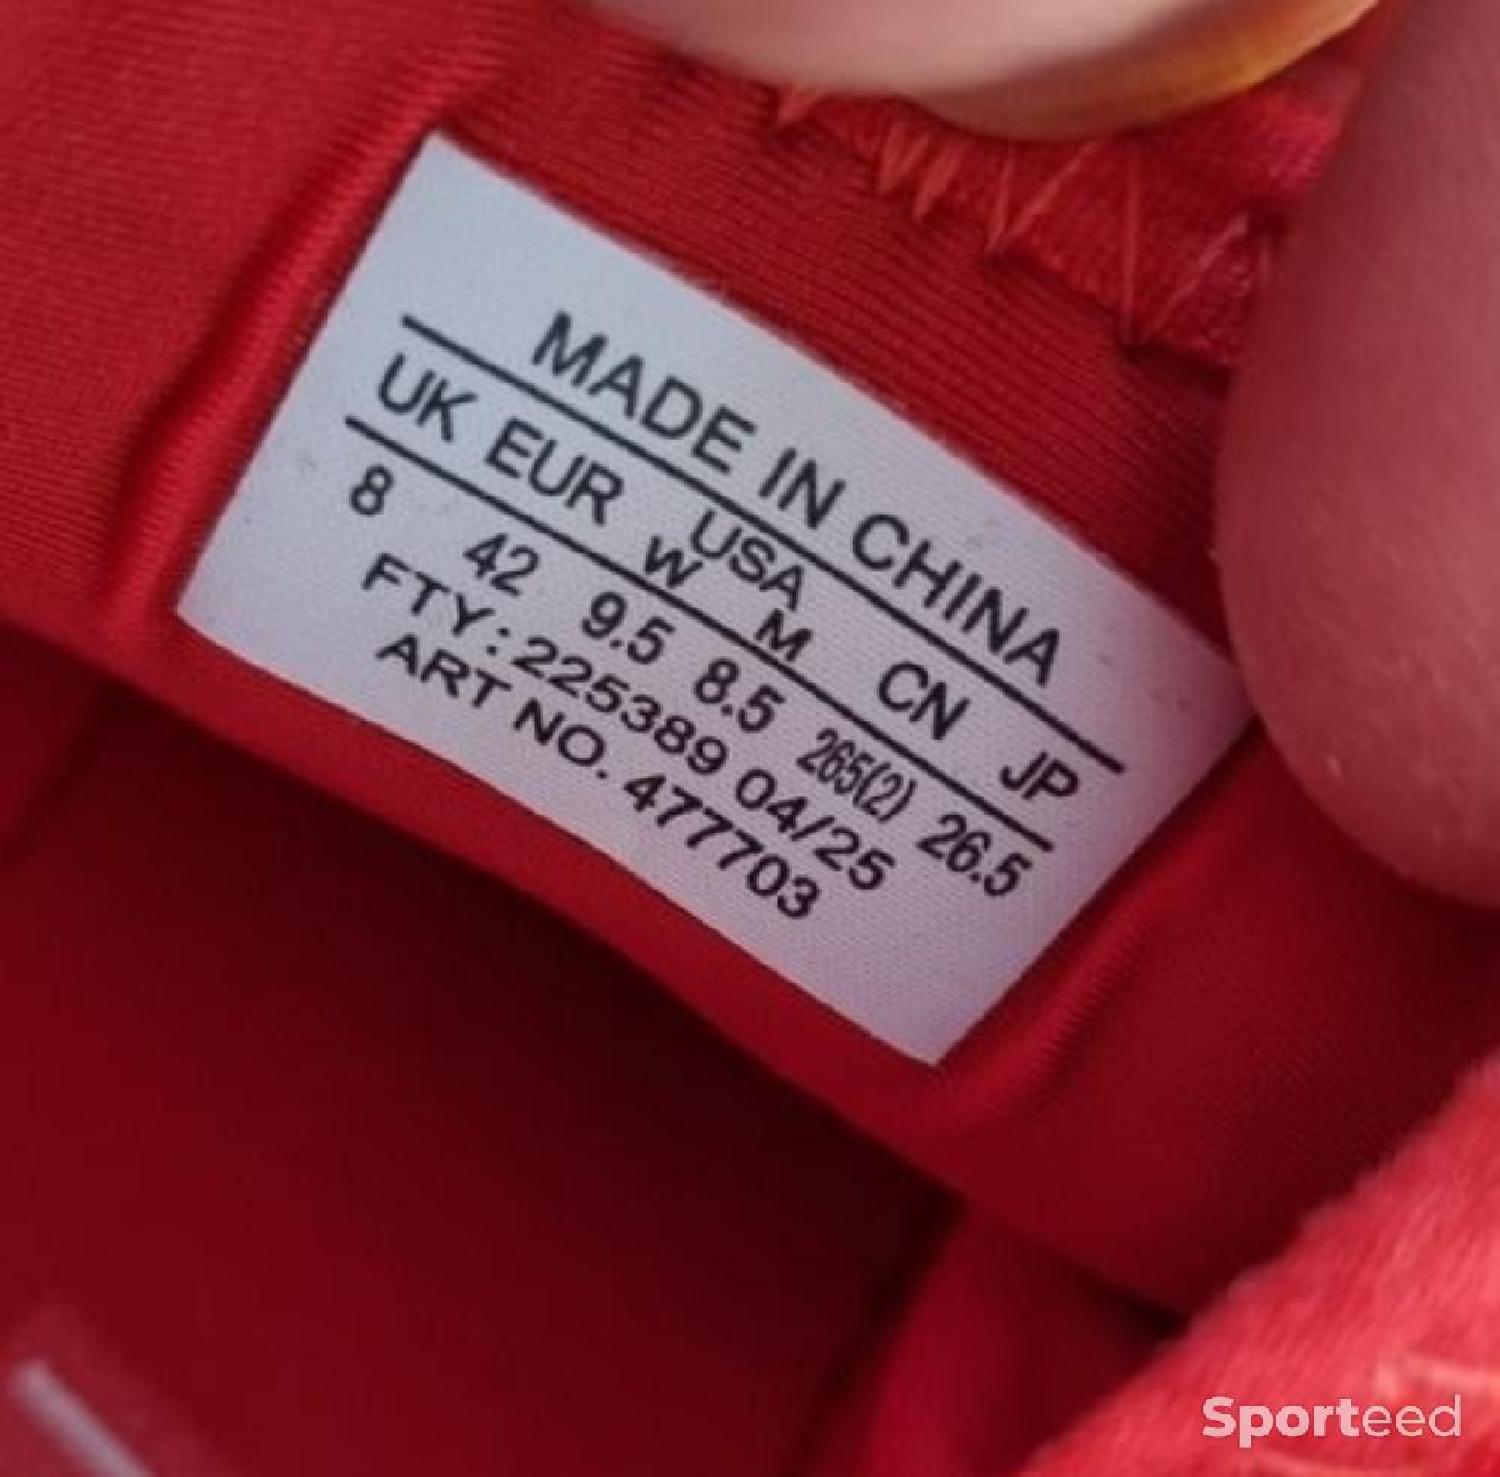 MADE IN CHINA
UK EUR USA CN JP
W M
8 42 9.5 8.5 265(2) 26.5
FTY: 225389 04/25
ART NO. 477703
Sporteed